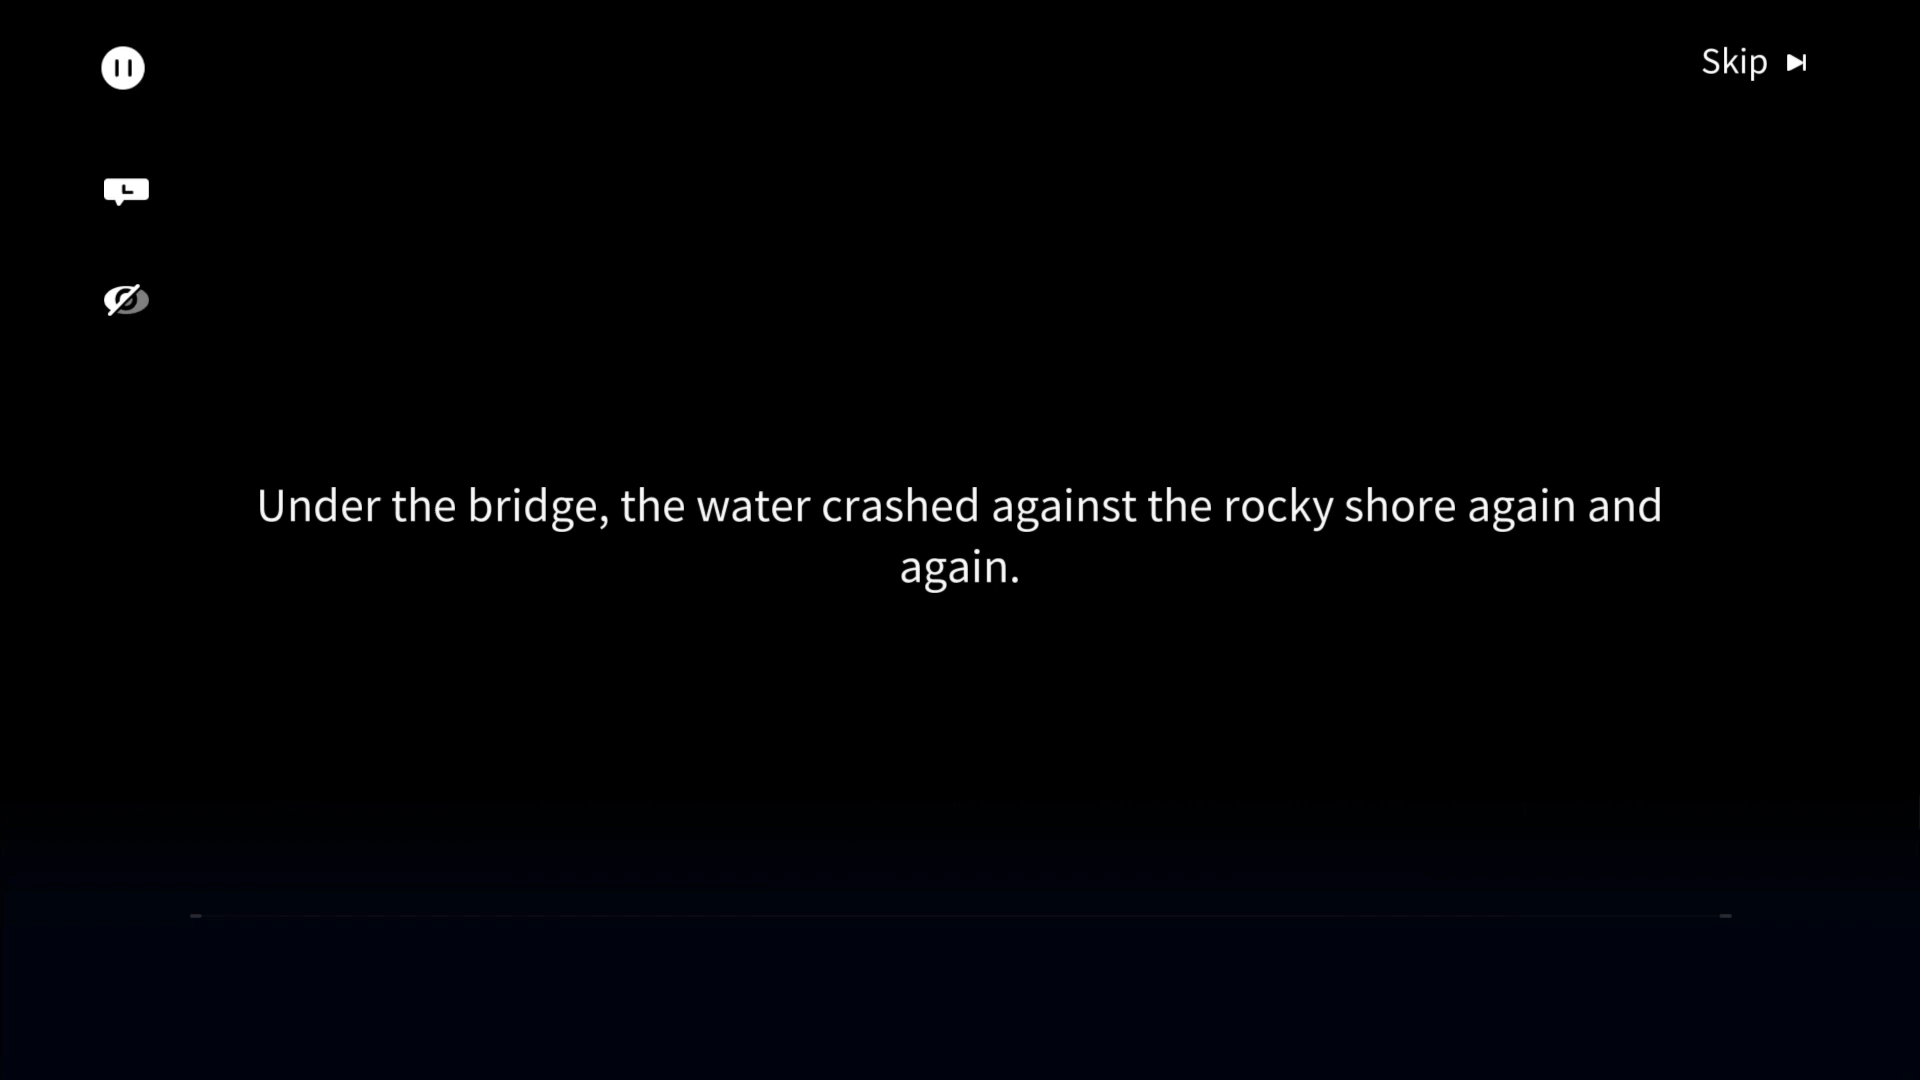 Skip
Under the bridge, the water crashed against the rocky shore again and
again.